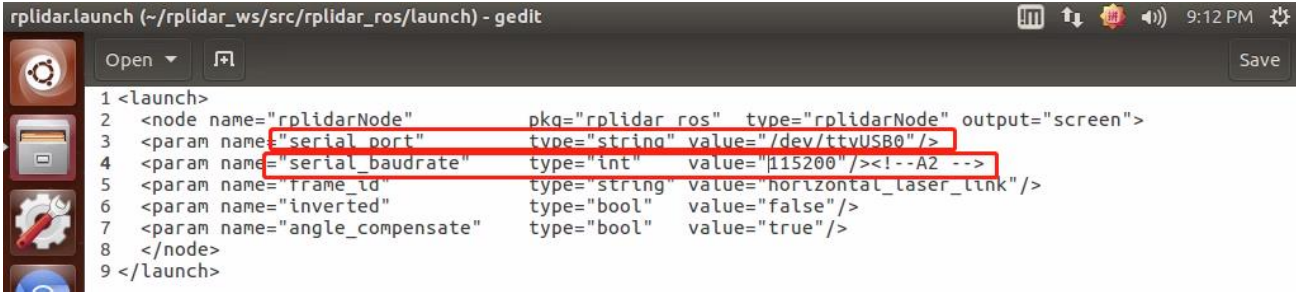 rplidar.launch (~/rplidar_ws/src/rplidar_ros/launch) - gedit 9:12 PM
Open Save
1 <launch>
2 <node name="rplidarNode" pkg="rplidar_ros" type="rplidarNode" output="screen">
3 <param name="serial_port" type="string" value="/dev/ttyUSB0"/>
4 <param name="serial_baudrate" type="int" value="115200"/><!--A2 -->
5 <param name="frame_id" type="string" value="horizontal_laser_link"/>
6 <param name="inverted" type="bool" value="false"/>
7 <param name="angle_compensate" type="bool" value="true"/>
8 </node>
9 </launch>